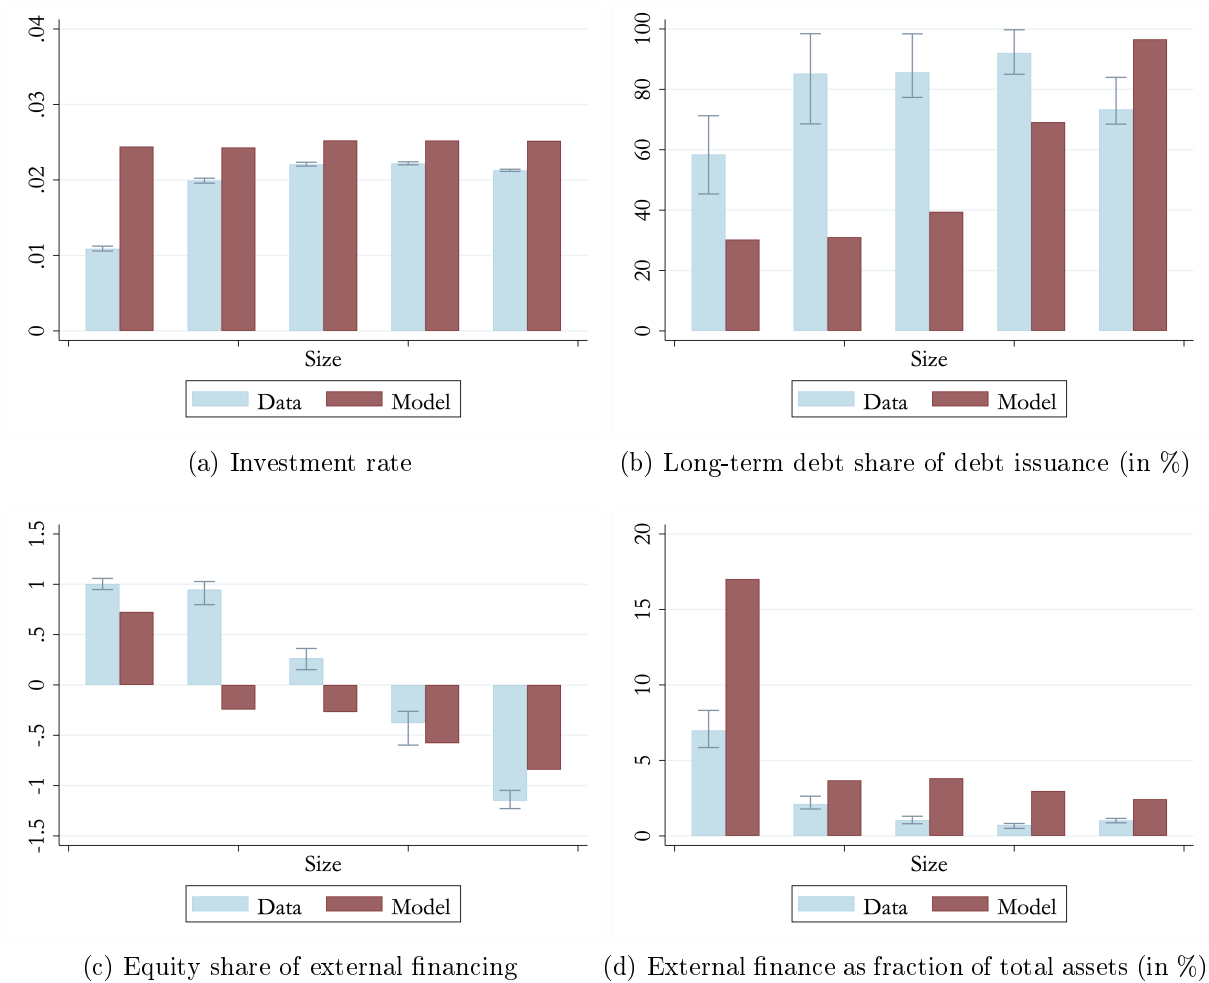 .04
.03
.02
.01
0
Size
Data Model
(a) Investment rate
100
80
60
40
20
0
Size
Data Model
(b) Long-term debt share of debt issuance (in %)
1.5
1
.5
0
-.5
-1
-1.5
Size
Data Model
(c) Equity share of external financing
20
15
10
5
0
Size
Data Model
(d) External finance as fraction of total assets (in %)